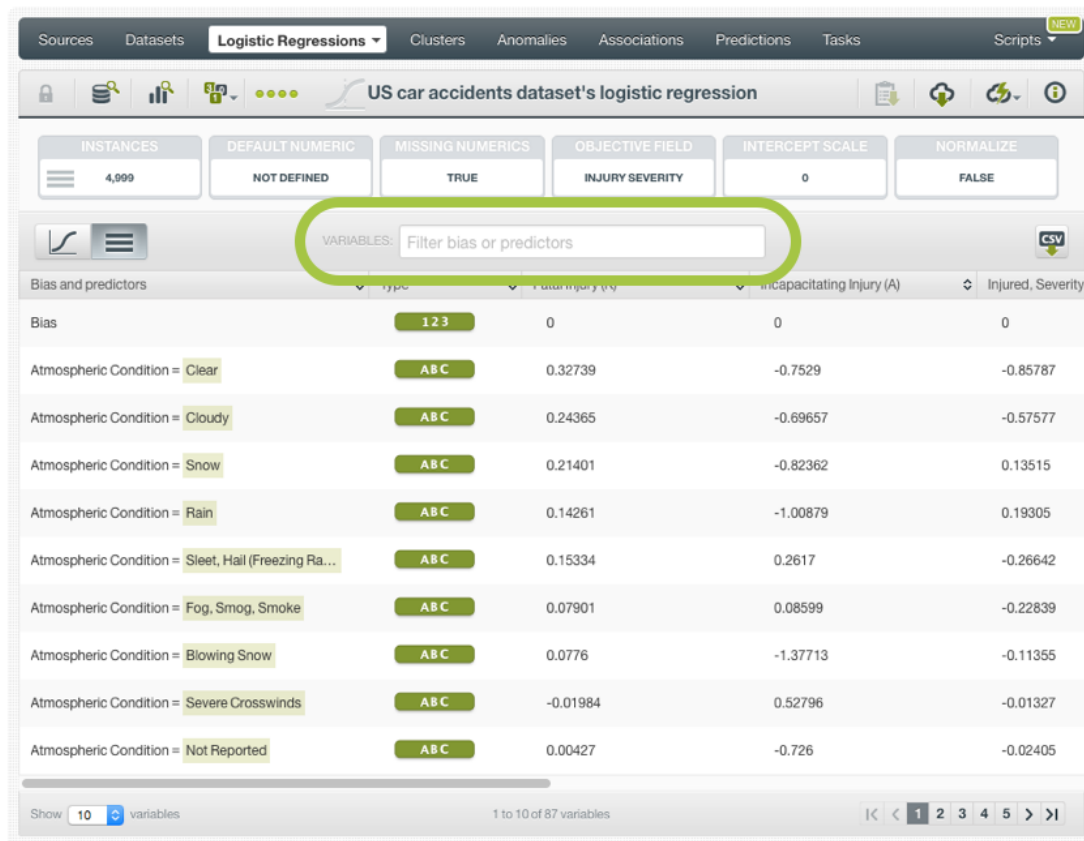 Sources Datasets Logistic Regressions Clusters Anomalies Associations Predictions Tasks Scripts NEW
US car accidents dataset's logistic regression
INSTANCES DEFAULT NUMERIC MISSING NUMERICS OBJECTIVE FIELD INTERCEPT SCALE NORMALIZE
4,999 NOT DEFINED TRUE INJURY SEVERITY 0 FALSE
VARIABLES: Filter bias or predictors CSV
Bias and predictors Type Fatal Injury (K) Incapacitating Injury (A) Injured, Severity
Bias 123 0 0 0
Atmospheric Condition = Clear ABC 0.32739 -0.7529 -0.85787
Atmospheric Condition = Cloudy ABC 0.24365 -0.69657 -0.57577
Atmospheric Condition = Snow ABC 0.21401 -0.82362 0.13515
Atmospheric Condition = Rain ABC 0.14261 -1.00879 0.19305
Atmospheric Condition = Sleet, Hail (Freezing Ra... ABC 0.15334 0.2617 -0.26642
Atmospheric Condition = Fog, Smog, Smoke ABC 0.07901 0.08599 -0.22839
Atmospheric Condition = Blowing Snow ABC 0.0776 -1.37713 -0.11355
Atmospheric Condition = Severe Crosswinds ABC -0.01984 0.52796 -0.01327
Atmospheric Condition = Not Reported ABC 0.00427 -0.726 -0.02405
Show 10 variables 1 to 10 of 87 variables 1 2 3 4 5